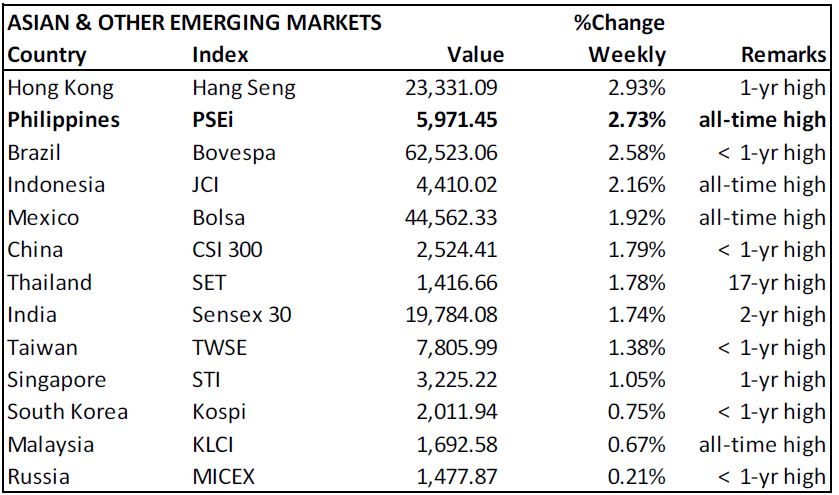 ASIAN & OTHER EMERGING MARKETS %Change
Country Index Value Weekly Remarks
Hong Kong Hang Seng 23,331.09 2.93% 1-yr high
Philippines PSEi 5,971.45 2.73% all-time high
Brazil Bovespa 62,523.06 2.58% < 1-yr high
Indonesia JCI 4,410.02 2.16% all-time high
Mexico Bolsa 44,562.33 1.92% all-time high
China CSI 300 2,524.41 1.79% < 1-yr high
Thailand SET 1,416.66 1.78% 17-yr high
India Sensex 30 19,784.08 1.74% 2-yr high
Taiwan TWSE 7,805.99 1.38% < 1-yr high
Singapore STI 3,225.22 1.05% 1-yr high
South Korea Kospi 2,011.94 0.75% < 1-yr high
Malaysia KLCI 1,692.58 0.67% all-time high
Russia MICEX 1,477.87 0.21% < 1-yr high